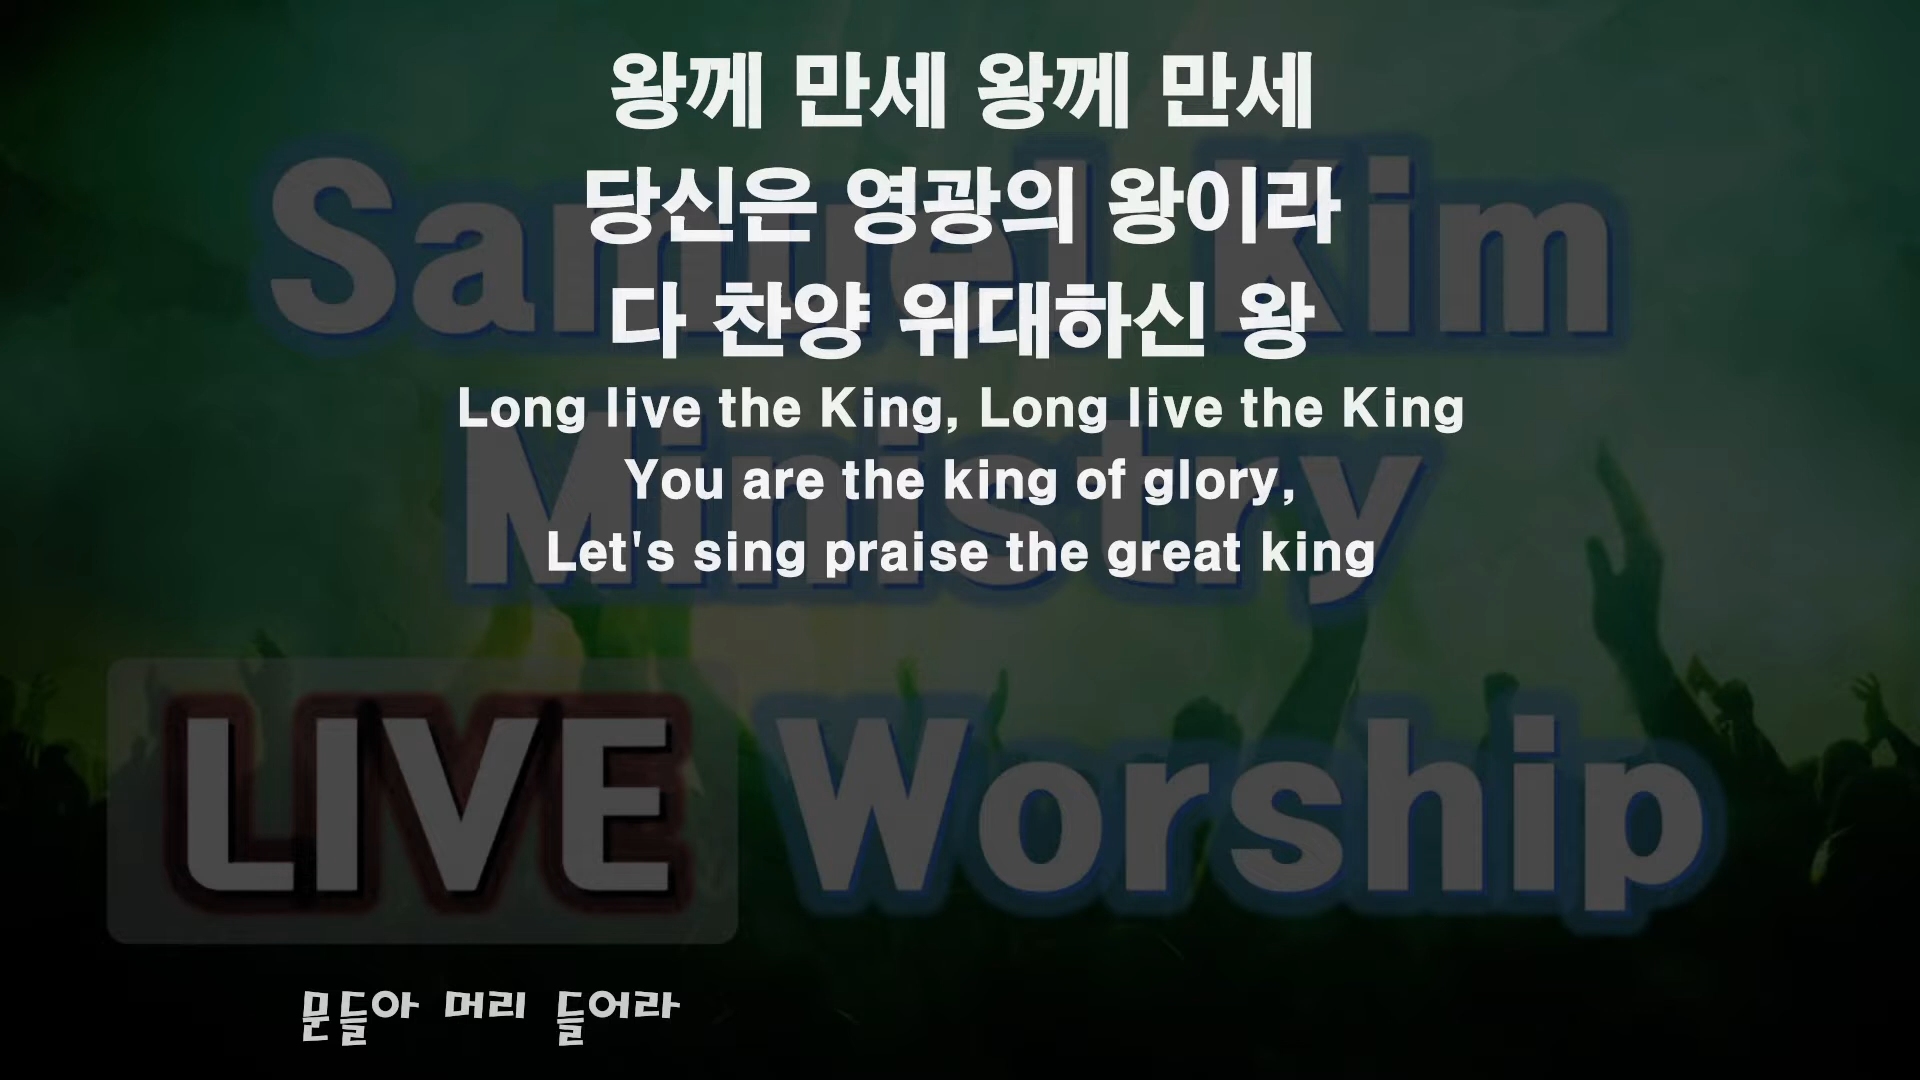 왕께 만세 왕께 만세
당신은 영광의 왕이라
다 찬양 위대하신 왕
Long live the King, Long live the King
You are the king of glory,
Let's sing praise the great king
Samuel Kim
Ministry
LIVE Worship
문들아 머리 들어라